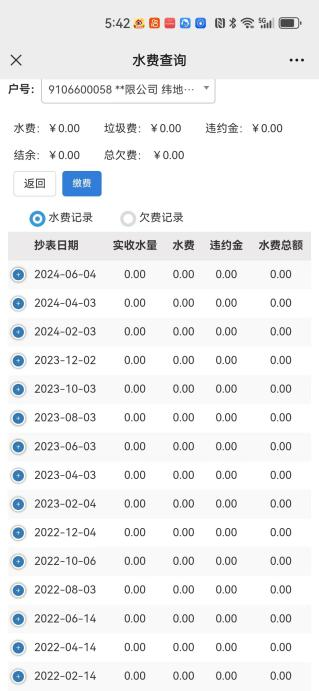 5:42
5G
水费查询
户号： 9106600058 **限公司 纬地…
水费：￥0.00 垃圾费：￥0.00 违约金：￥0.00
结余：￥0.00 总欠费：￥0.00
返回 缴费
水费记录 欠费记录
抄表日期 实收水量 水费 违约金 水费总额
2024-06-04 0.00 0.00 0.00 0.00
2024-04-03 0.00 0.00 0.00 0.00
2024-02-03 0.00 0.00 0.00 0.00
2023-12-02 0.00 0.00 0.00 0.00
2023-10-03 0.00 0.00 0.00 0.00
2023-08-03 0.00 0.00 0.00 0.00
2023-06-03 0.00 0.00 0.00 0.00
2023-04-03 0.00 0.00 0.00 0.00
2023-02-04 0.00 0.00 0.00 0.00
2022-12-04 0.00 0.00 0.00 0.00
2022-10-06 0.00 0.00 0.00 0.00
2022-08-03 0.00 0.00 0.00 0.00
2022-06-14 0.00 0.00 0.00 0.00
2022-04-14 0.00 0.00 0.00 0.00
2022-02-14 0.00 0.00 0.00 0.00